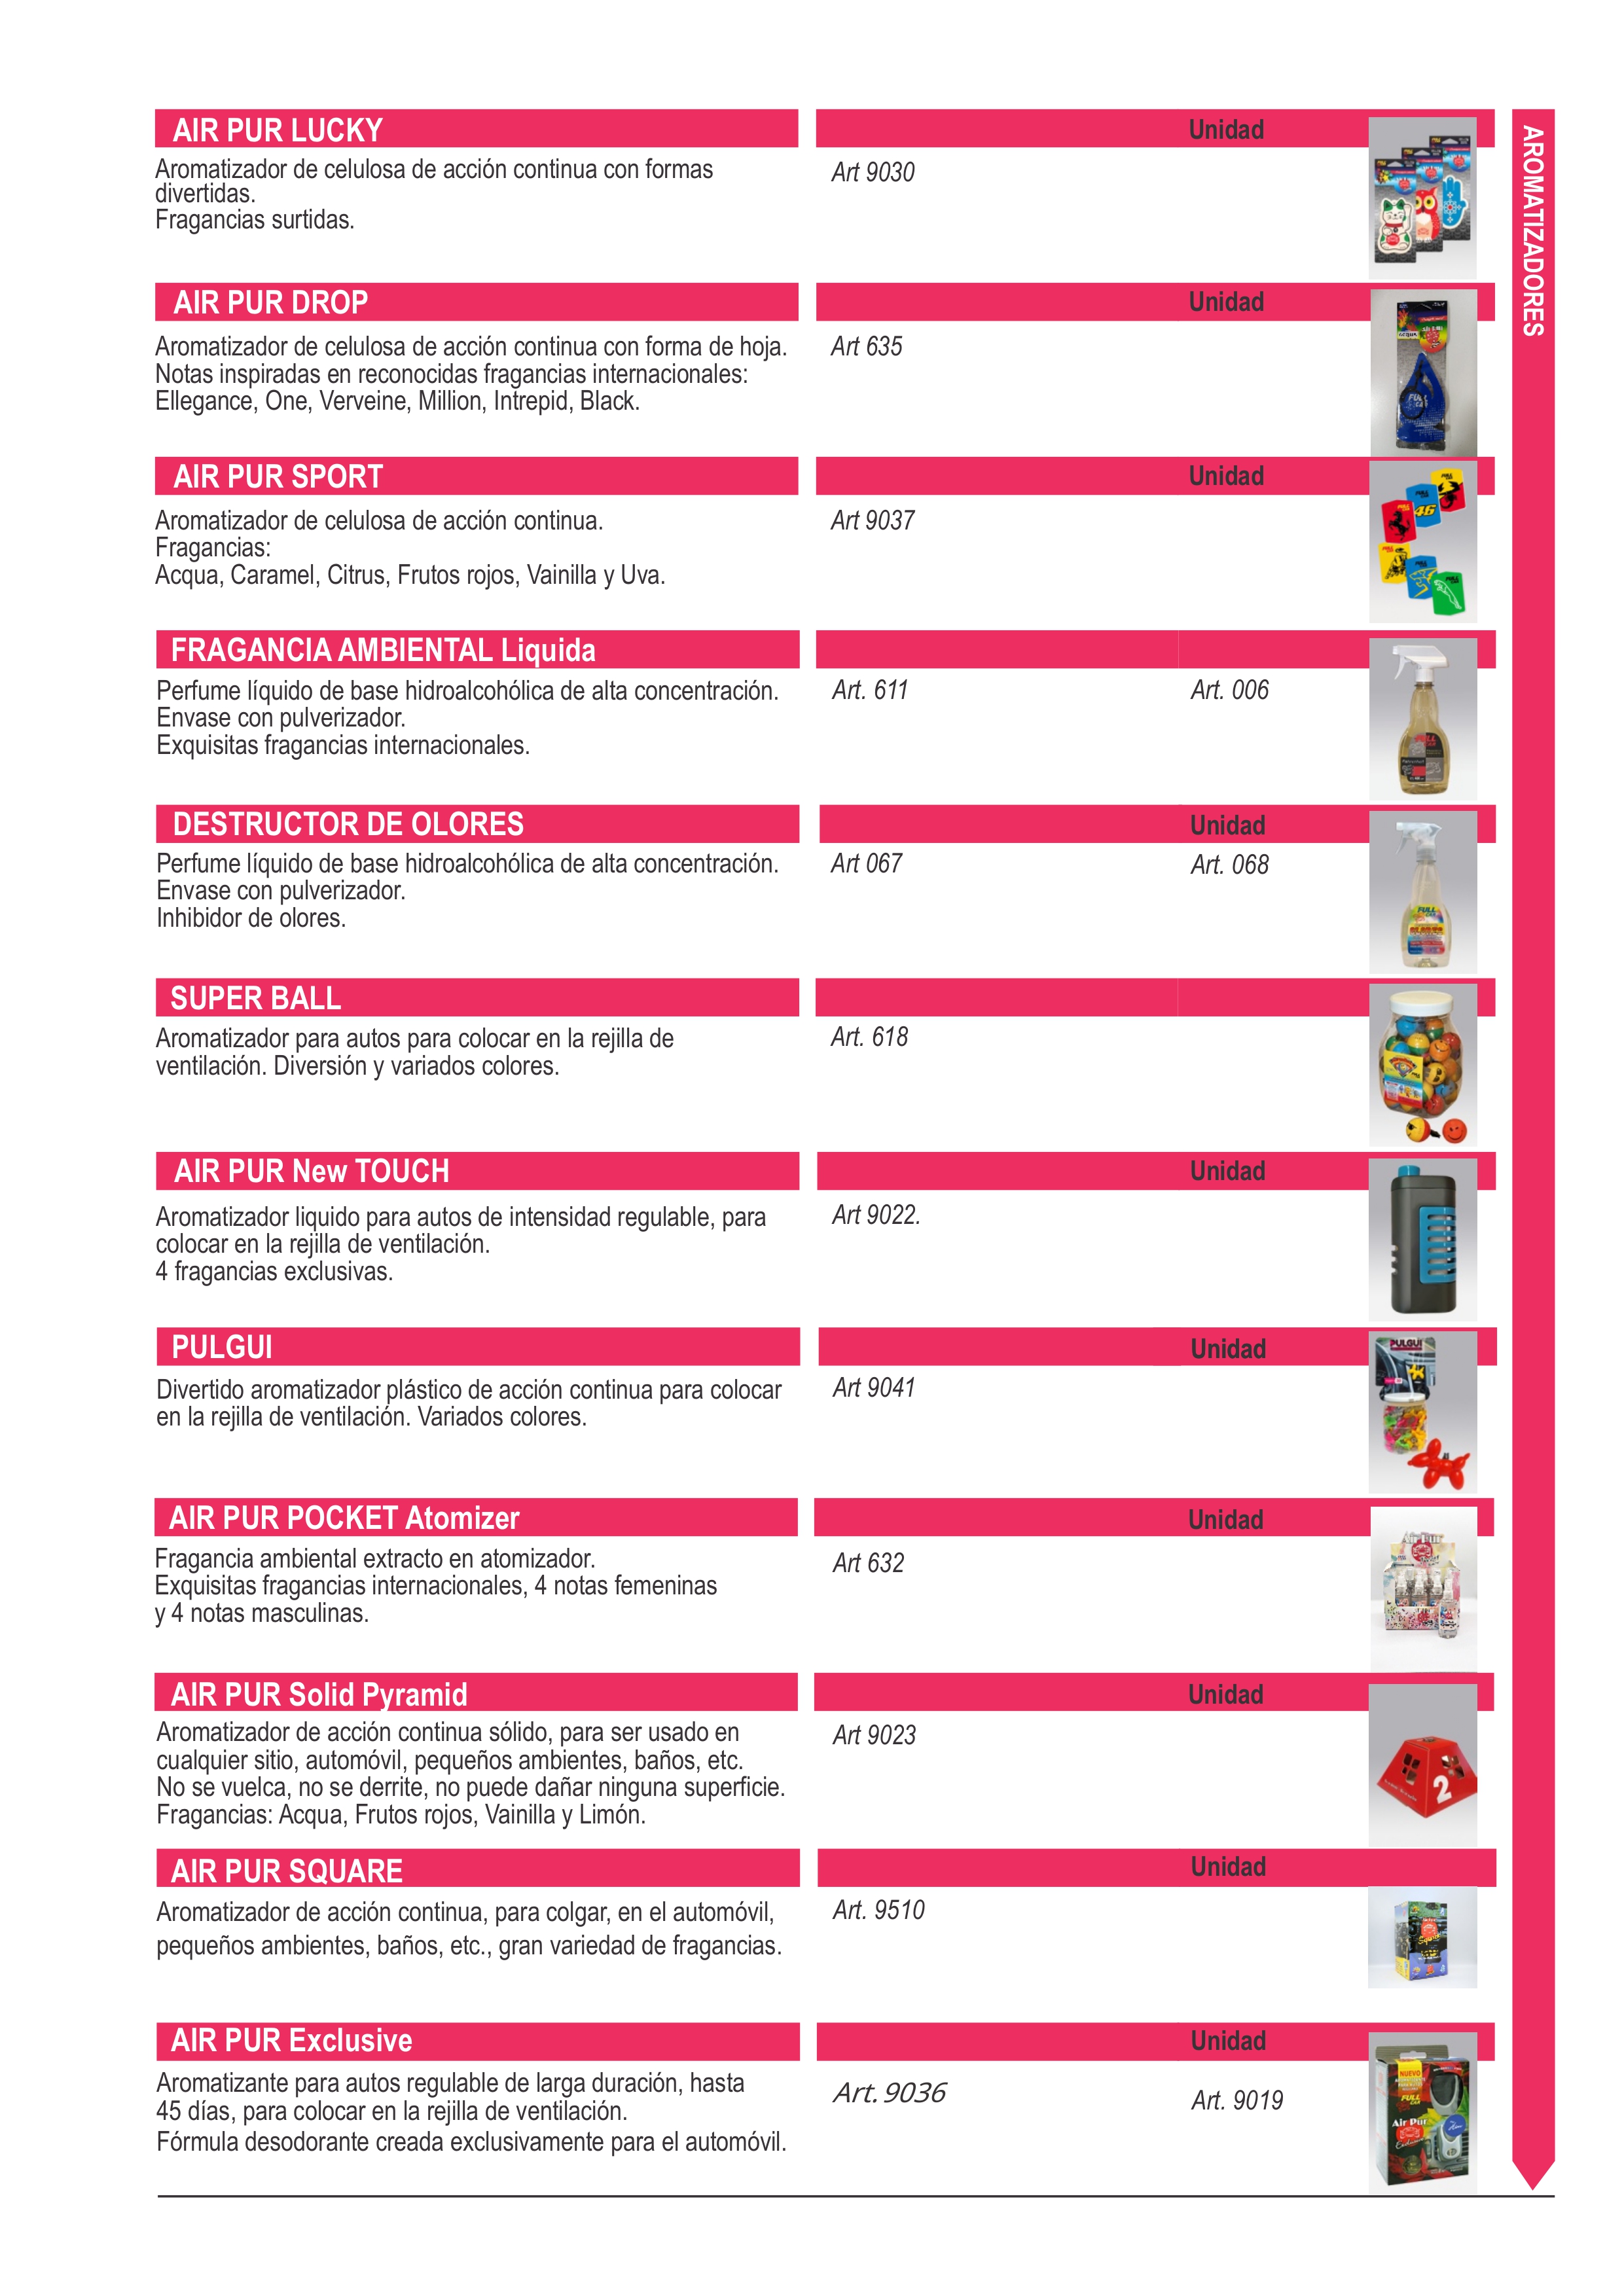 AROMATIZADORES
AIR PUR LUCKY
Unidad
Aromatizador de celulosa de acción continua con formas
divertidas.
Fragancias surtidas.
Art 9030
AIR PUR DROP
Unidad
Aromatizador de celulosa de acción continua con forma de hoja.
Notas inspiradas en reconocidas fragancias internacionales:
Ellegance, One, Verveine, Million, Intrepid, Black.
Art 635
AIR PUR SPORT
Unidad
Aromatizador de celulosa de acción continua.
Fragancias:
Acqua, Caramel, Citrus, Frutos rojos, Vainilla y Uva.
Art 9037
46
FRAGANCIA AMBIENTAL Liquida
Perfume líquido de base hidroalcohólica de alta concentración.
Envase con pulverizador.
Exquisitas fragancias internacionales.
Art. 611
Art. 006
DESTRUCTOR DE OLORES
Unidad
Perfume líquido de base hidroalcohólica de alta concentración.
Envase con pulverizador.
Inhibidor de olores.
Art 067
Art. 068
SUPER BALL
Aromatizador para autos para colocar en la rejilla de
ventilación. Diversión y variados colores.
Art. 618
AIR PUR New TOUCH
Unidad
Aromatizador liquido para autos de intensidad regulable, para
colocar en la rejilla de ventilación.
4 fragancias exclusivas.
Art 9022.
PULGUI
Unidad
Divertido aromatizador plástico de acción continua para colocar
en la rejilla de ventilación. Variados colores.
Art 9041
PULGUI
AIR PUR POCKET Atomizer
Unidad
Fragancia ambiental extracto en atomizador.
Exquisitas fragancias internacionales, 4 notas femeninas
y 4 notas masculinas.
Art 632
Air Pur
AIR PUR Solid Pyramid
Unidad
Aromatizador de acción continua sólido, para ser usado en
cualquier sitio, automóvil, pequeños ambientes, baños, etc.
No se vuelca, no se derrite, no puede dañar ninguna superficie.
Fragancias: Acqua, Frutos rojos, Vainilla y Limón.
Art 9023
2
AIR PUR SQUARE
Unidad
Aromatizador de acción continua, para colgar, en el automóvil,
pequeños ambientes, baños, etc., gran variedad de fragancias.
Art. 9510
AIR PUR Exclusive
Unidad
Aromatizante para autos regulable de larga duración, hasta
45 días, para colocar en la rejilla de ventilación.
Fórmula desodorante creada exclusivamente para el automóvil.
Art. 9036
Art. 9019
NUEVO
FULL
Air Pur